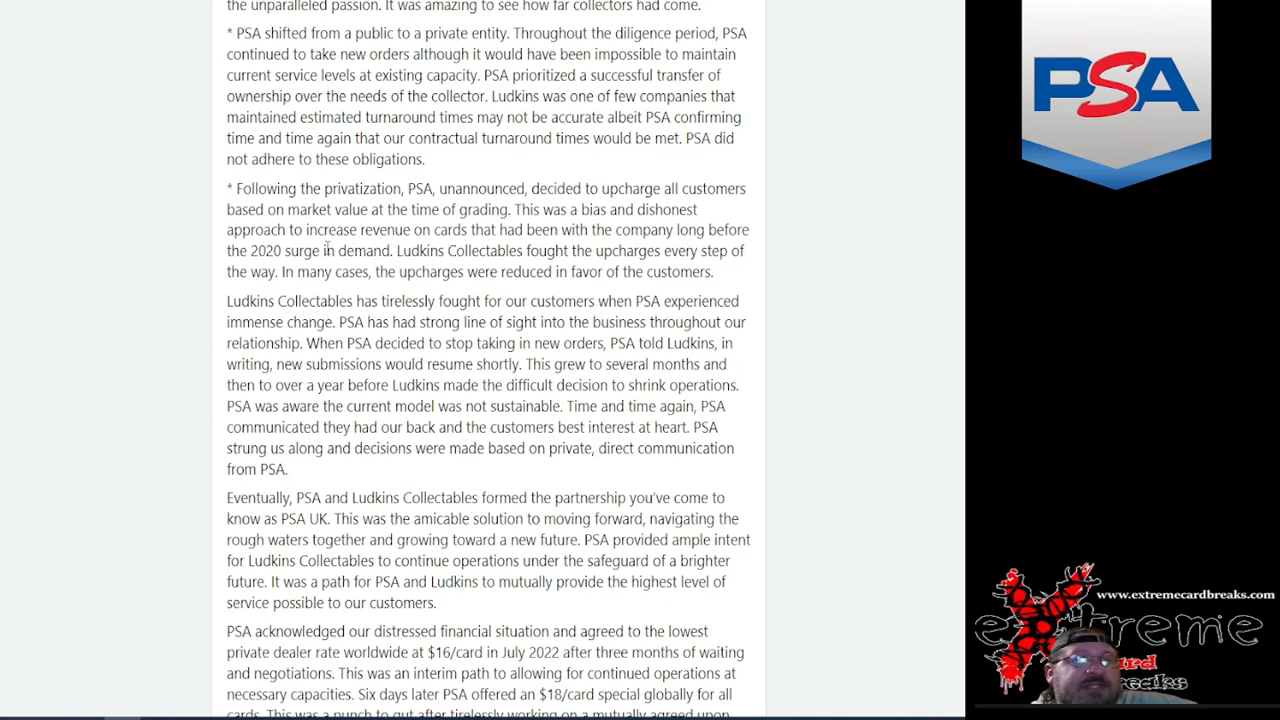 the unparalleled passion. It was amazing to see how far collectors had come.
* PSA shifted from a public to a private entity. Throughout the diligence period, PSA
continued to take new orders although it would have been impossible to maintain
current service levels at existing capacity. PSA prioritized a successful transfer of
ownership over the needs of the collector. Ludkins was one of few companies that
maintained estimated turnaround times may not be accurate albeit PSA confirming
time and time again that our contractual turnaround times would be met. PSA did
not adhere to these obligations.
* Following the privatization, PSA, unannounced, decided to upcharge all customers
based on market value at the time of grading. This was a bias and dishonest
approach to increase revenue on cards that had been with the company long before
the 2020 surge in demand. Ludkins Collectables fought the upcharges every step of
the way. In many cases, the upcharges were reduced in favor of the customers.
Ludkins Collectables has tirelessly fought for our customers when PSA experienced
immense change. PSA has had strong line of sight into the business throughout our
relationship. When PSA decided to stop taking in new orders, PSA told Ludkins, in
writing, new submissions would resume shortly. This grew to several months and
then to over a year before Ludkins made the difficult decision to shrink operations.
PSA was aware the current model was not sustainable. Time and time again, PSA
communicated they had our back and the customers best interest at heart. PSA
strung us along and decisions were made based on private, direct communication
from PSA.
Eventually, PSA and Ludkins Collectables formed the partnership you've come to
know as PSA UK. This was the amicable solution to moving forward, navigating the
rough waters together and growing toward a new future. PSA provided ample intent
for Ludkins Collectables to continue operations under the safeguard of a brighter
future. It was a path for PSA and Ludkins to mutually provide the highest level of
service possible to our customers.
PSA acknowledged our distressed financial situation and agreed to the lowest
private dealer rate worldwide at $16/card in July 2022 after three months of waiting
and negotiations. This was an interim path to allowing for continued operations at
necessary capacities. Six days later PSA offered an $18/card special globally for all
cards. This was a punch to gut after tirelessly working on a mutually agreed upon
PSA
www.extremecardbreaks.com
eXtreme
ard
reaks